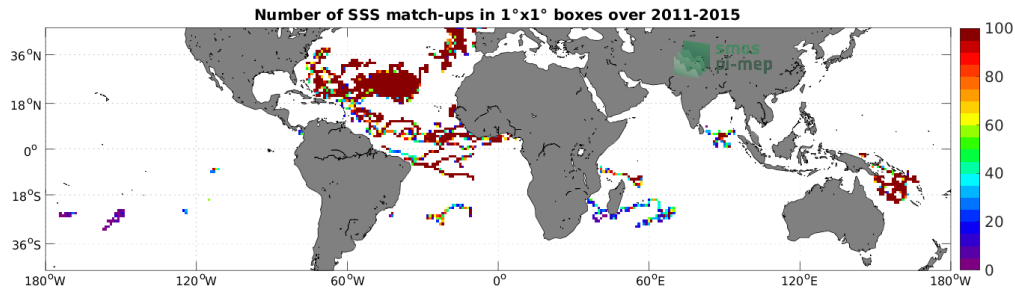 Number of SSS match-ups in 1°x1° boxes over 2011-2015
smos
pi-mep
36°N
18°N
0°
18°S
36°S
180°W 120°W 60°W 0° 60°E 120°E 180°W
100
80
60
40
20
0